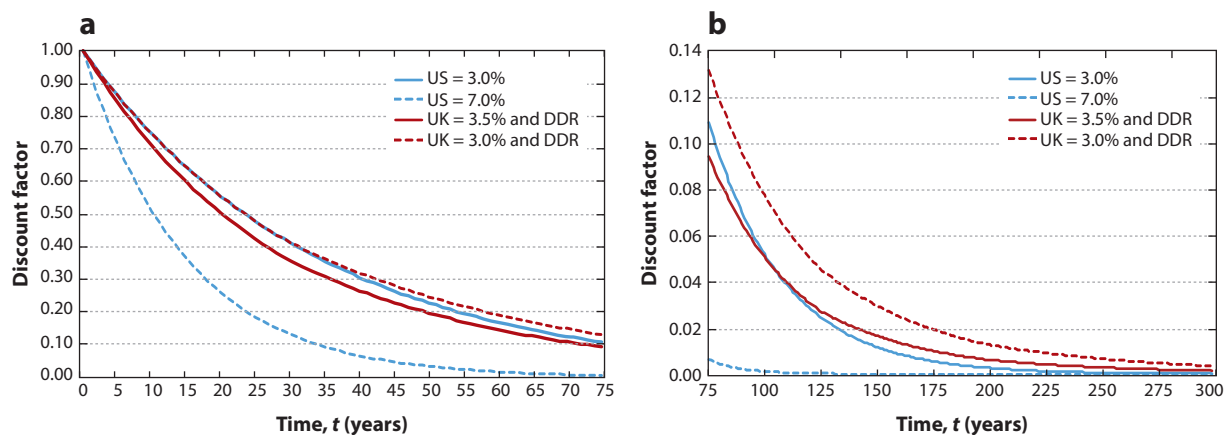 a
Discount factor
1.00
0.90
0.80
0.70
0.60
0.50
0.40
0.30
0.20
0.10
0.00
US = 3.0%
US = 7.0%
UK = 3.5% and DDR
UK = 3.0% and DDR
0 5 10 15 20 25 30 35 40 45 50 55 60 65 70 75
Time, t (years)
b
Discount factor
0.14
0.12
0.10
0.08
0.06
0.04
0.02
0.00
US = 3.0%
US = 7.0%
UK = 3.5% and DDR
UK = 3.0% and DDR
75 100 125 150 175 200 225 250 275 300
Time, t (years)